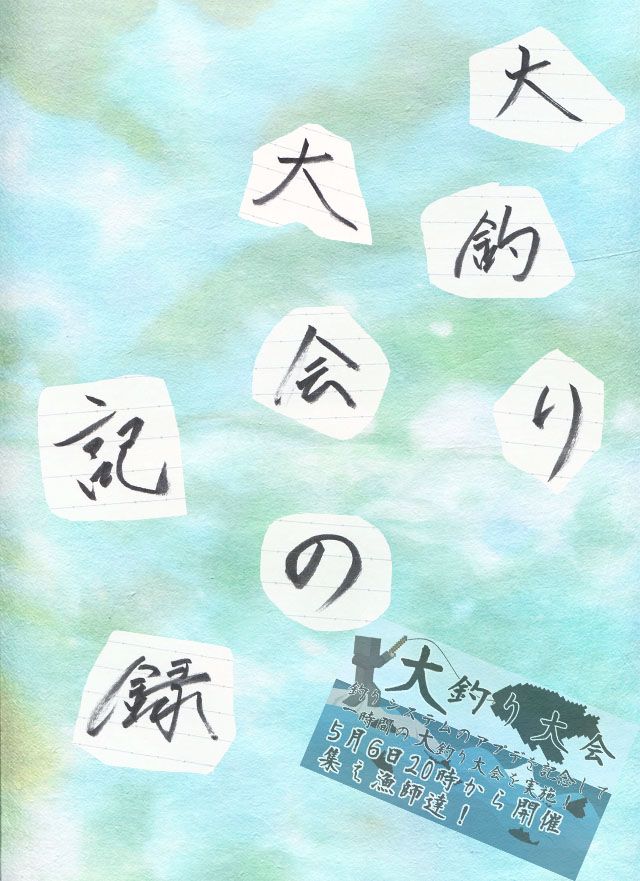 大釣り
大会の
記録
大釣り大会
釣りシステムのアプデを記念して
一時間の大釣り大会を実施！
5月6日20時から開催
集え漁師達！